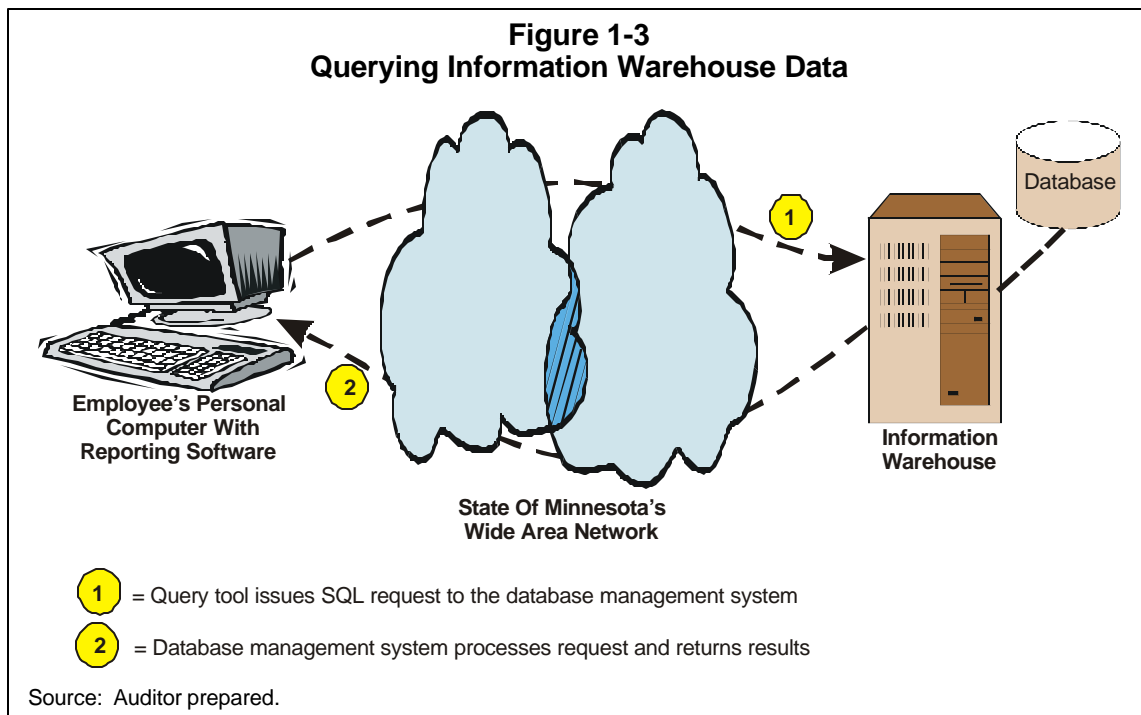 Figure 1-3
Querying Information Warehouse Data
Database
1
2
Employee's Personal
Computer With
Reporting Software
Information
Warehouse
State Of Minnesota's
Wide Area Network
1 = Query tool issues SQL request to the database management system
2 = Database management system processes request and returns results
Source: Auditor prepared.